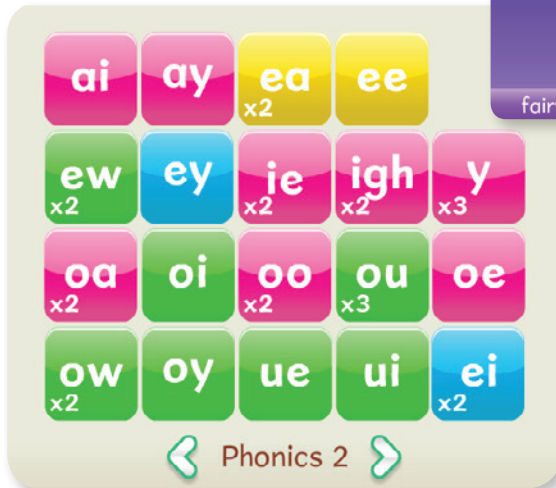 ai ay ea x2 ee
fair
ew x2 ey ie x2 igh x2 y x3
oa x2 oi oo x2 ou x3 oe
ow x2 oy ue ui ei x2
Phonics 2